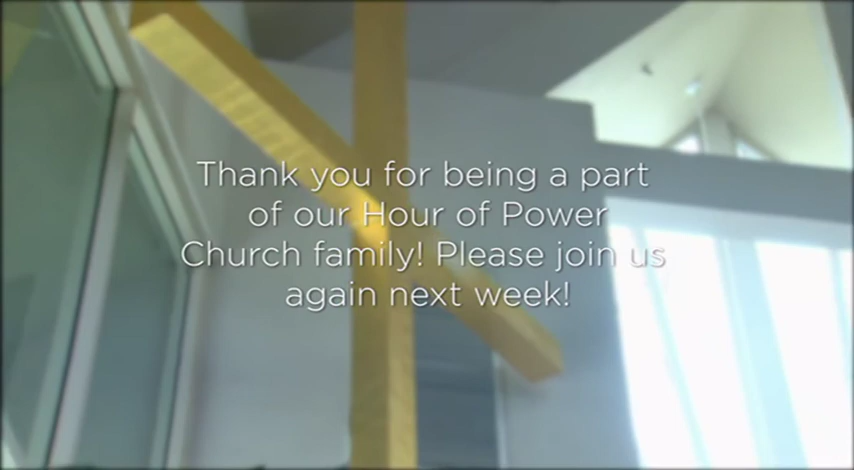 Thank you for being a part
of our Hour of Power
Church family! Please join us
again next week!